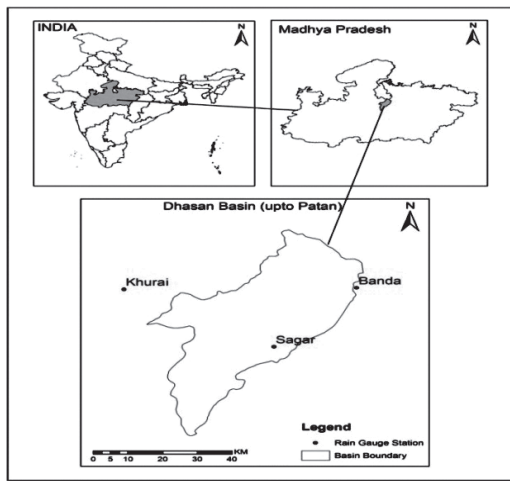 INDIA
N
Madhya Pradesh
N
Dhasan Basin (upto Patan)
N
Khurai
Banda
Sagar
Legend
Rain Gauge Station
Basin Boundary
KM
0 5 10 20 30 40